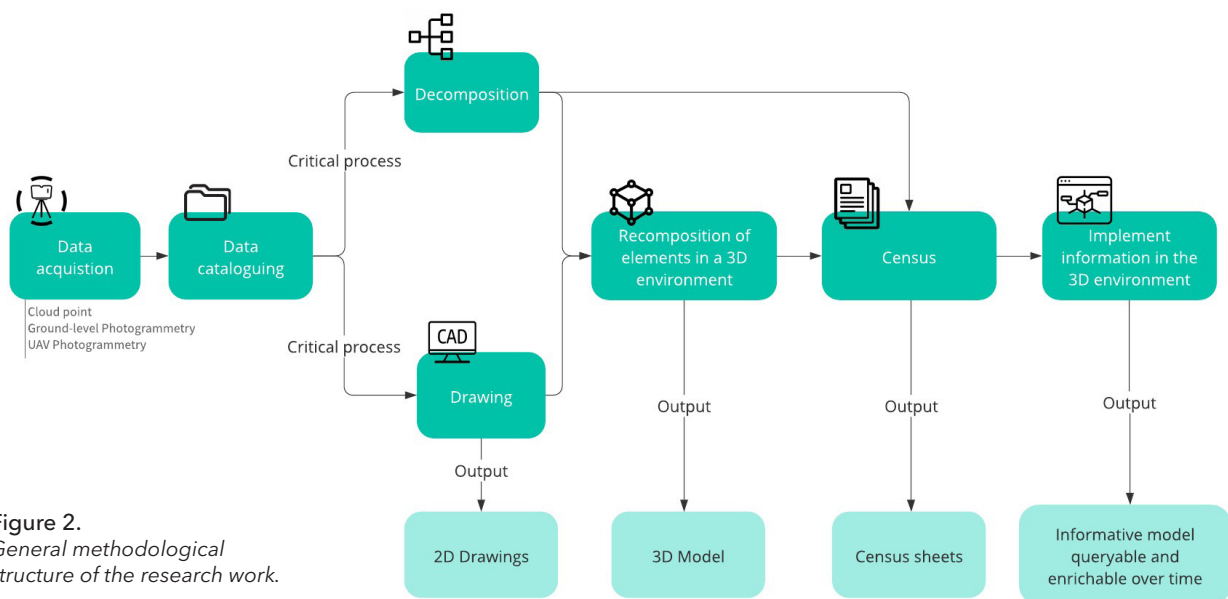 Decomposition
Critical process
Data
acquistion
Data
cataloguing
Cloud point
Ground-level Photogrammetry
UAV Photogrammetry
Critical process
CAD
Drawing
Recomposition of
elements in a 3D
environment
Census
Implement
information in the
3D environment
Output
Output
Output
Output
2D Drawings
3D Model
Census sheets
Informative model
queryable and
enrichable over time
igure 2.
General methodological
tructure of the research work.